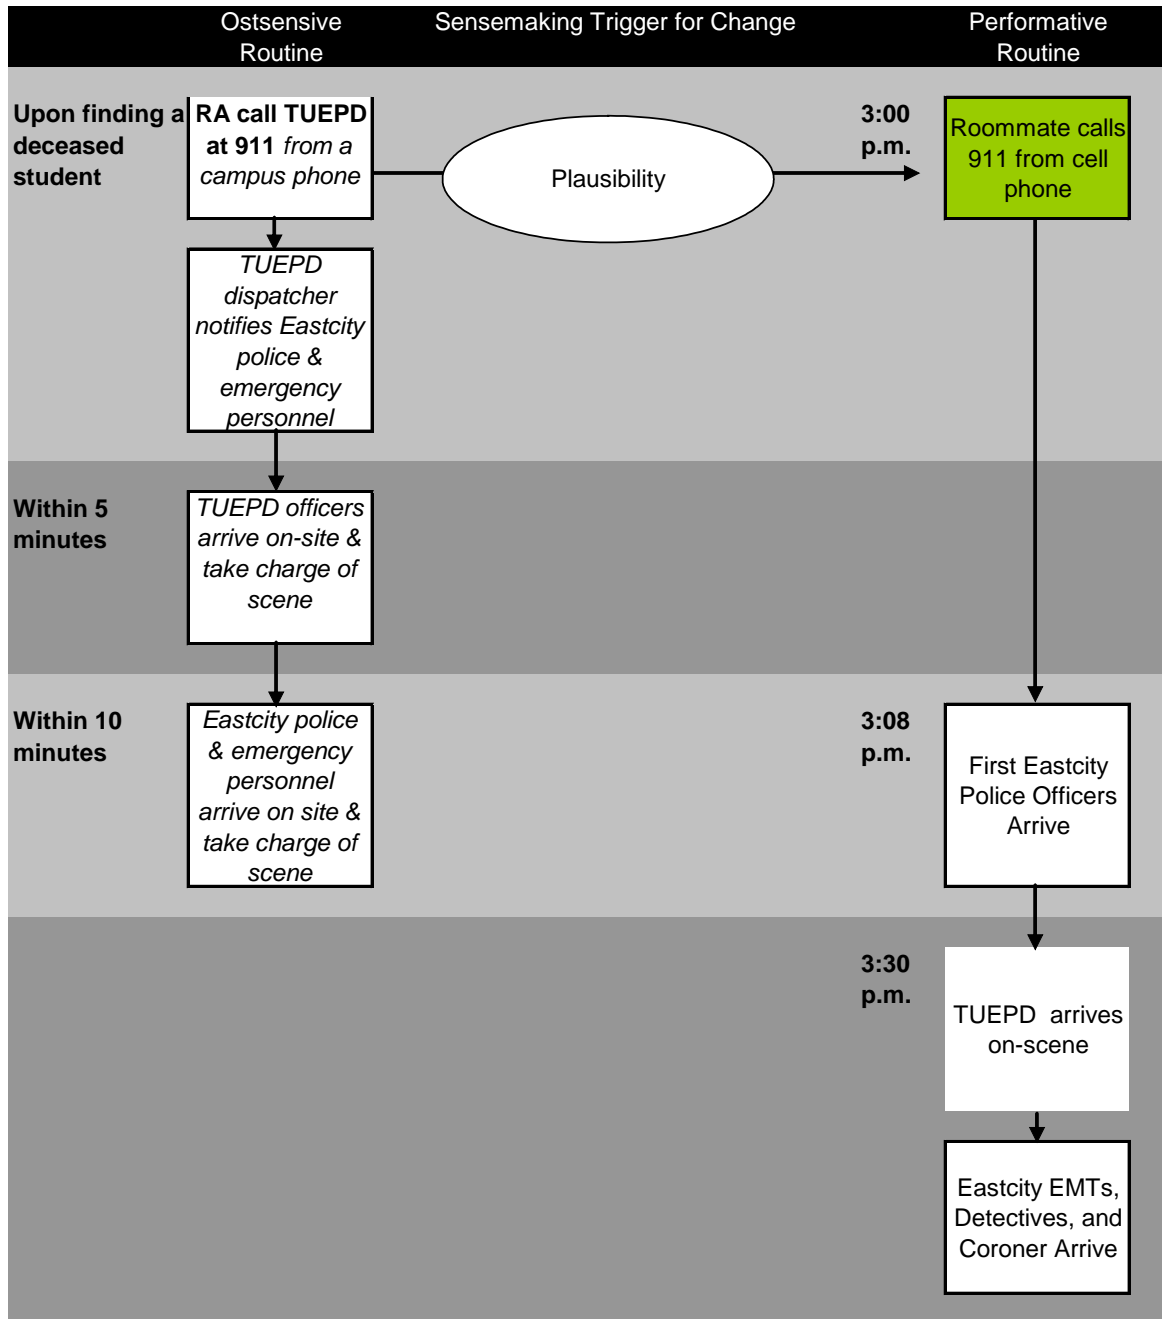 Ostsensive
Routine
Sensemaking Trigger for Change
Performative
Routine
Upon finding a
deceased
student
RA call TUEPD
at 911 from a
campus phone
Plausibility
3:00
p.m.
Roommate calls
911 from cell
phone
TUEPD
dispatcher
notifies Eastcity
police &
emergency
personnel
Within 5
minutes
TUEPD officers
arrive on-site &
take charge of
scene
Within 10
minutes
Eastcity police
& emergency
personnel
arrive on site &
take charge of
scene
3:08
p.m.
First Eastcity
Police Officers
Arrive
3:30
p.m.
TUEPD arrives
on-scene
Eastcity EMTs,
Detectives, and
Coroner Arrive